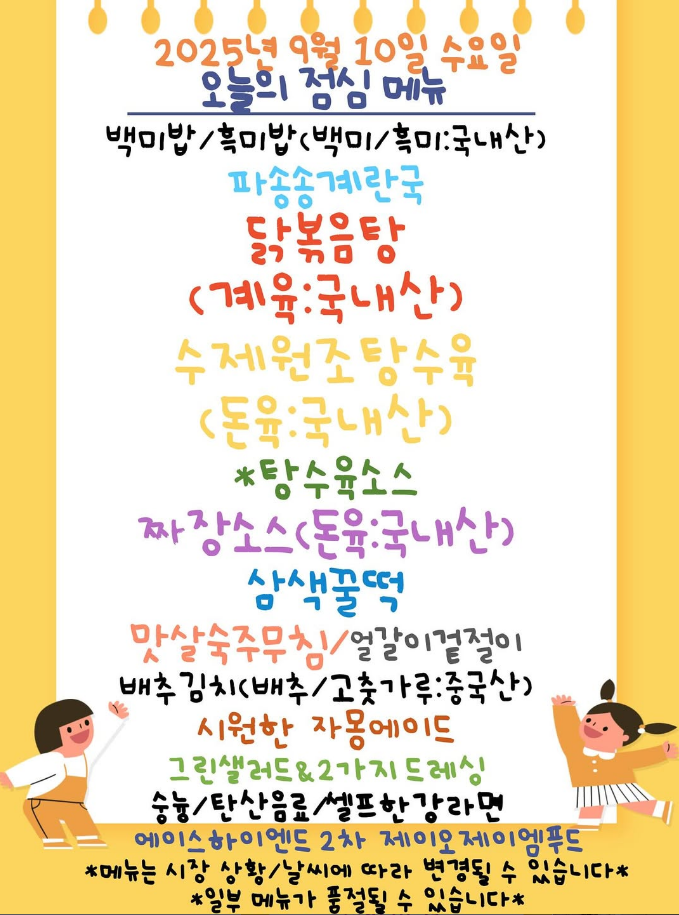 2025년 9월 10일 수요일
오늘의 점심 메뉴
백미밥/흑미밥(백미/흑미:국내산)
파송송계란국
닭볶음탕
(계육:국내산)
수제원조탕수육
(돈육:국내산)
*탕수육소스
짜장소스(돈육:국내산)
삼색꿀떡
맛살숙주무침/얼갈이겉절이
배추김치(배추/고춧가루:중국산)
시원한 자몽에이드
그린샐러드&2가지 드레싱
숭늉/탄산음료/셀프한강라면
에이스하이엔드 2차 제이오제이엠푸드
*메뉴는 시장 상황/날씨에 따라 변경될 수 있습니다*
*일부 메뉴가 품절될 수 있습니다*